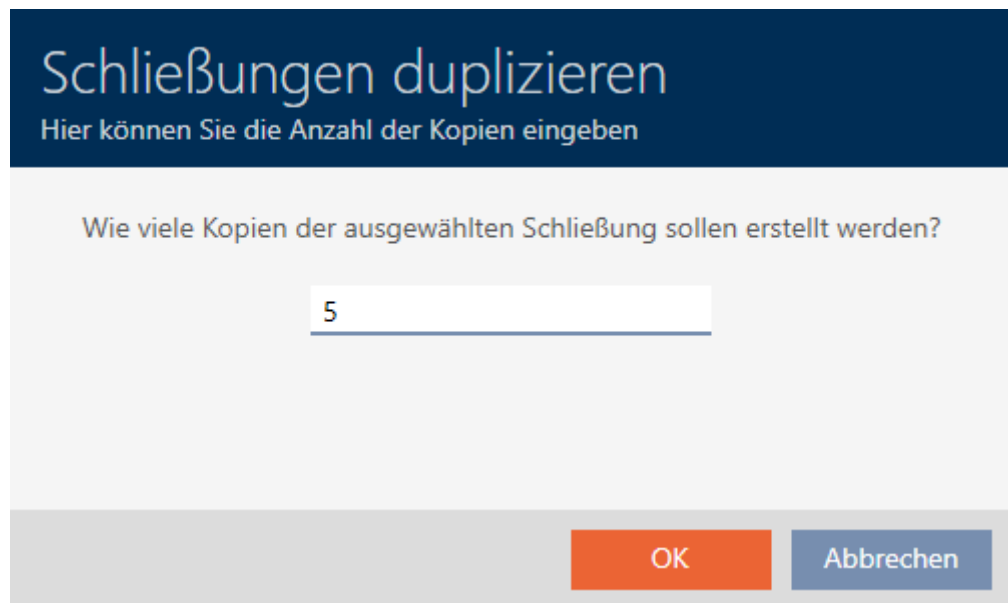 Schließungen duplizieren
Hier können Sie die Anzahl der Kopien eingeben
Wie viele Kopien der ausgewählten Schließung sollen erstellt werden?
5
OK
Abbrechen